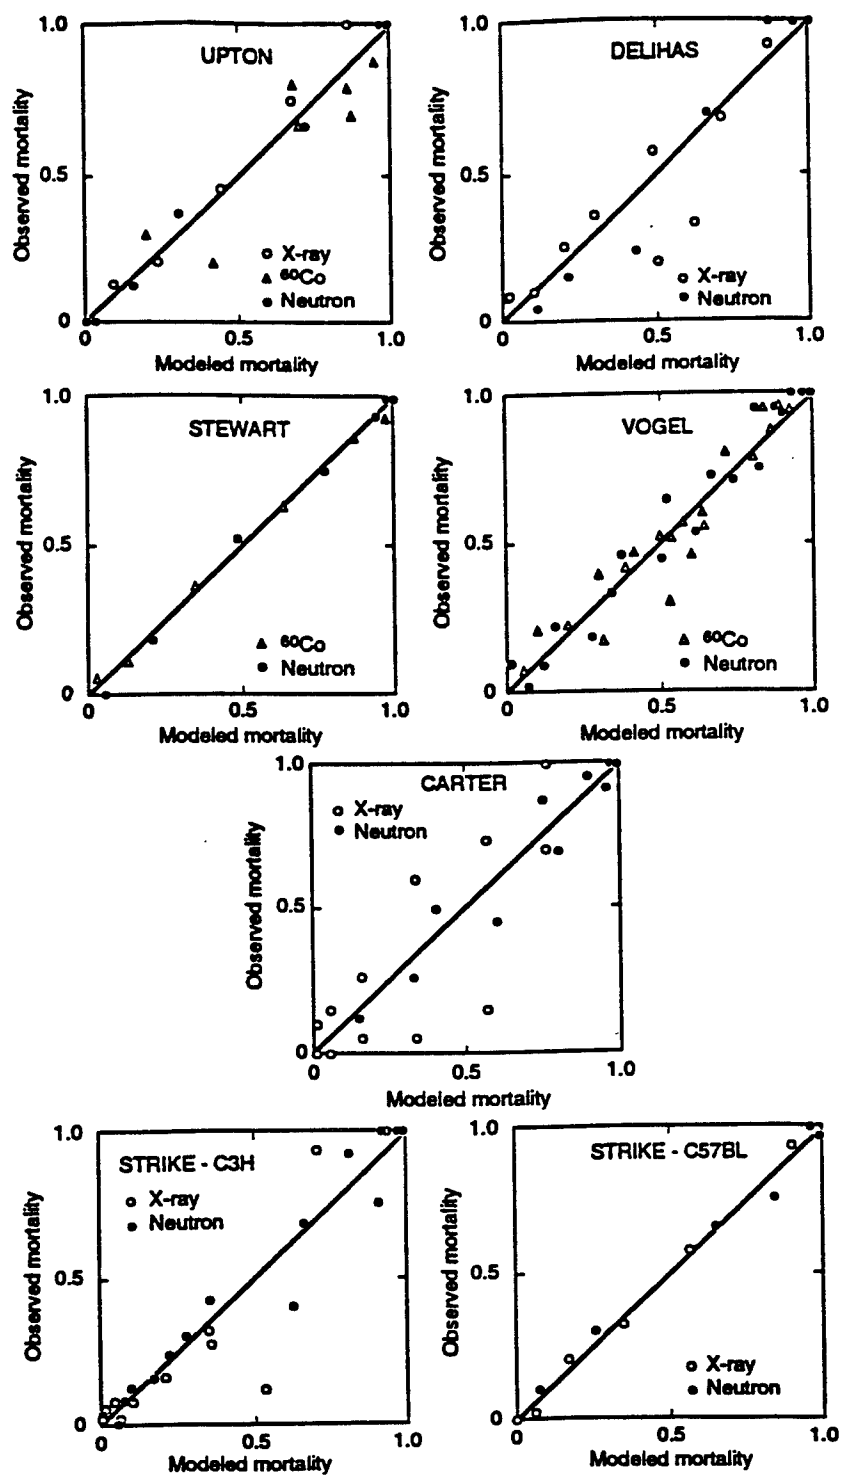 1.0
UPTON
Observed mortality
0.5
○ X-ray
▲ ⁶⁰Co
● Neutron
0
0 0.5 1.0
Modeled mortality
1.0
DELIHAS
Observed mortality
0.5
○ X-ray
● Neutron
0
0 0.5 1.0
Modeled mortality
1.0
STEWART
Observed mortality
0.5
▲ ⁶⁰Co
● Neutron
0
0 0.5 1.0
Modeled mortality
1.0
VOGEL
Observed mortality
0.5
△ ⁶⁰Co
● Neutron
0
0 0.5 1.0
Modeled mortality
1.0
CARTER
○ X-ray
● Neutron
Observed mortality
0.5
0
0 0.5 1.0
Modeled mortality
1.0
STRIKE - C3H
○ X-ray
● Neutron
Observed mortality
0.5
0
0 0.5 1.0
Modeled mortality
1.0
STRIKE - C57BL
Observed mortality
0.5
○ X-ray
● Neutron
0
0 0.5 1.0
Modeled mortality